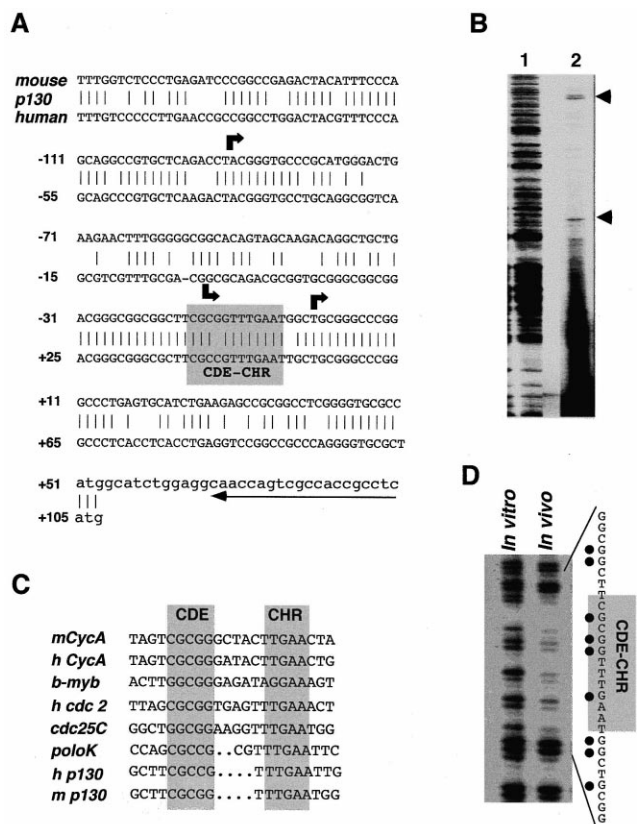 A
mouse TTTGGTCTCCCTGAGATCCCGGCCGAGACTACATTTCCCA
p130
human TTTGTCCCCCTTGAACCGCCGGCCTGGACTACGTTTCCCA
-111 GCAGGCCGTGCTCAGACCTACGGGTGCCCGCATGGGACTG
-55 GCAGCCCGTGCTCAAGACTACGGGTGCCTGCAGGCGGTCA
-71 AAGAACTTTGGGGGCGGCACAGTAGCAAGACAGGCTGCTG
-15 GCGTCGTTTGCGA-CGGCGCAGACGCGGTGCGGGCGGCGG
-31 ACGGGCGGCGGCTTCGCGGTTTGAATGGCTGCGGGCCCGG
+25 ACGGGCGGGCGCTTCGCCGTTTGAATTGCTGCGGGCCCGG
CDE-CHR
+11 GCCCTGAGTGCATCTGAAGAGCCGCGGCCTCGGGGTGCGCC
+65 GCCCTCACCTCACCTGAGGTCCGGCCGCCCAGGGGTGCGCT
+51 atggcatctggaggcaaccagtcgccaccgcctc
+105 atg
B
1 2
C
CDE CHR
mCycA TAGTCGCGGGCTACTTGAACTA
h CycA TAGTCGCGGGATACTTGAACTG
b-myb ACTTGGCGGGAGATAGGAAAGT
h cdc 2 TTAGCGCGGTGAGTTTGAAACT
cdc25C GGCTGGCGGAAGGTTTGAATGG
poloK CCAGCGCCG..CGTTTGAATTC
h p130 GCTTCGCCG....TTTGAATTG
m p130 GCTTCGCGG....TTTGAATGG
D
In vitro In vivo
GGCGGCTTCGCGGTTTGAATGGCTGCGG
CDE-CHR